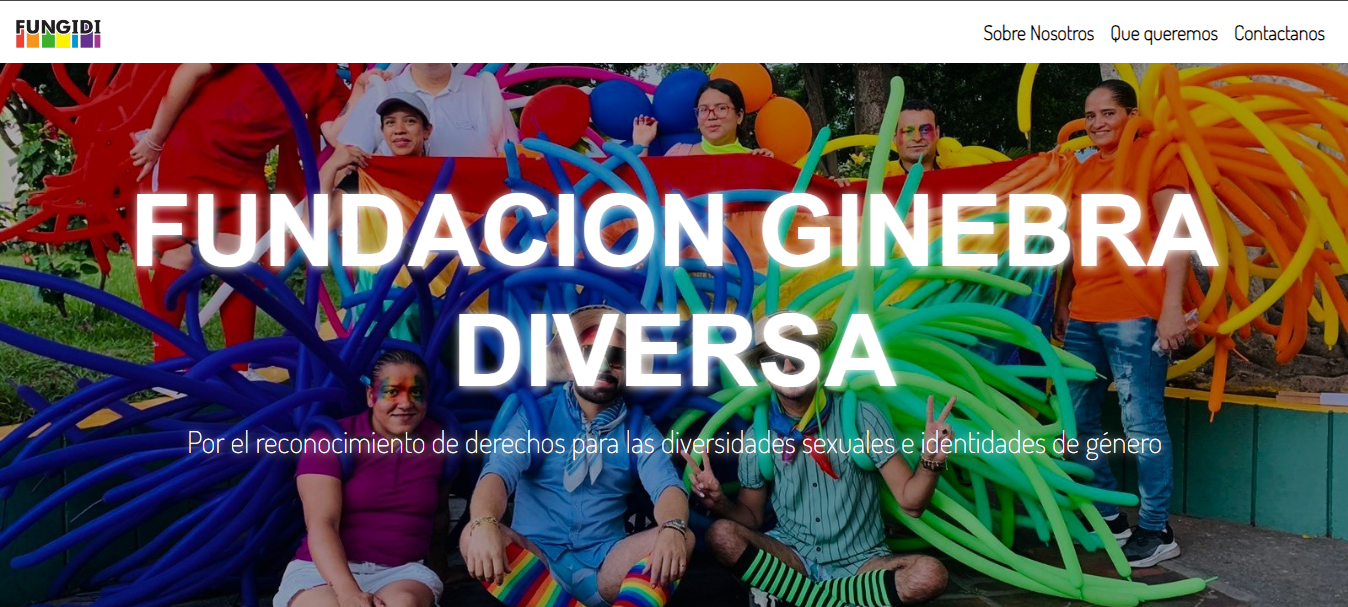 FUNGIDI
Sobre Nosotros Que queremos Contactanos
FUNDACION GINEBRA
DIVERSA
Por el reconocimiento de derechos para las diversidades sexuales e identidades de género